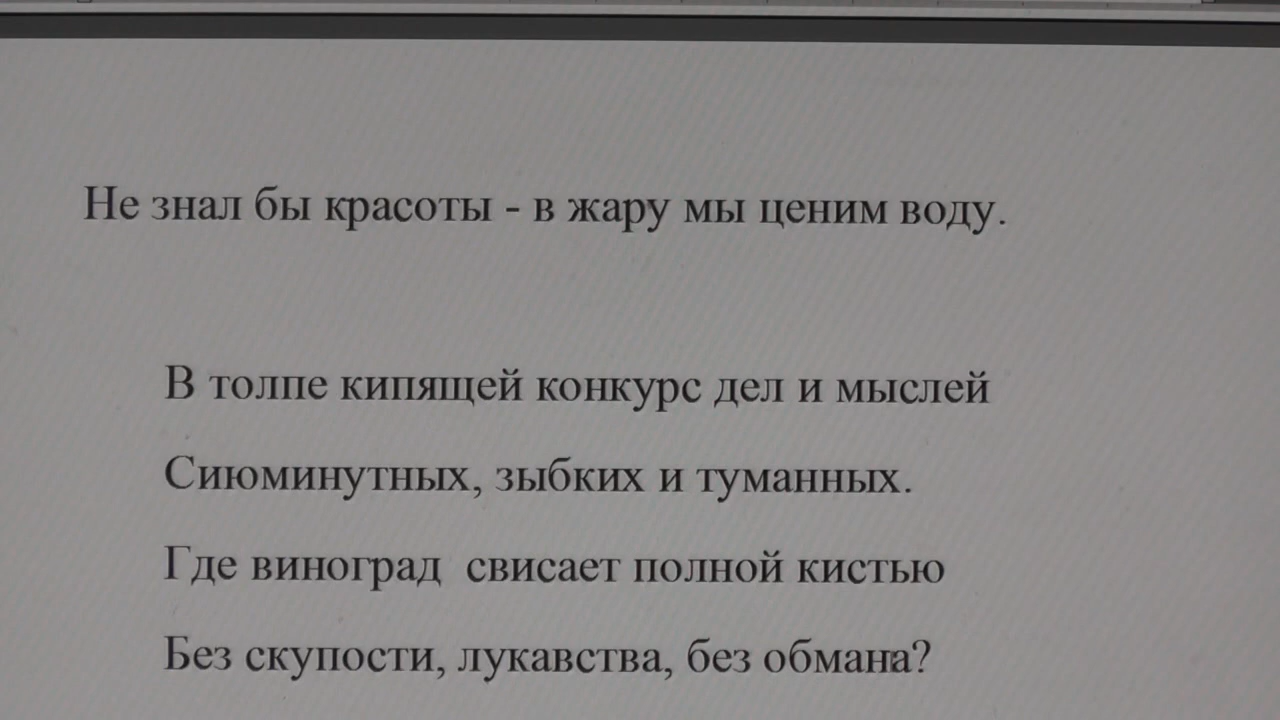 Не знал бы красоты - в жару мы ценим воду.
В толпе кипящей конкурс дел и мыслей
Сиюминутных, зыбких и туманных.
Где виноград свисает полной кистью
Без скупости, лукавства, без обмана?